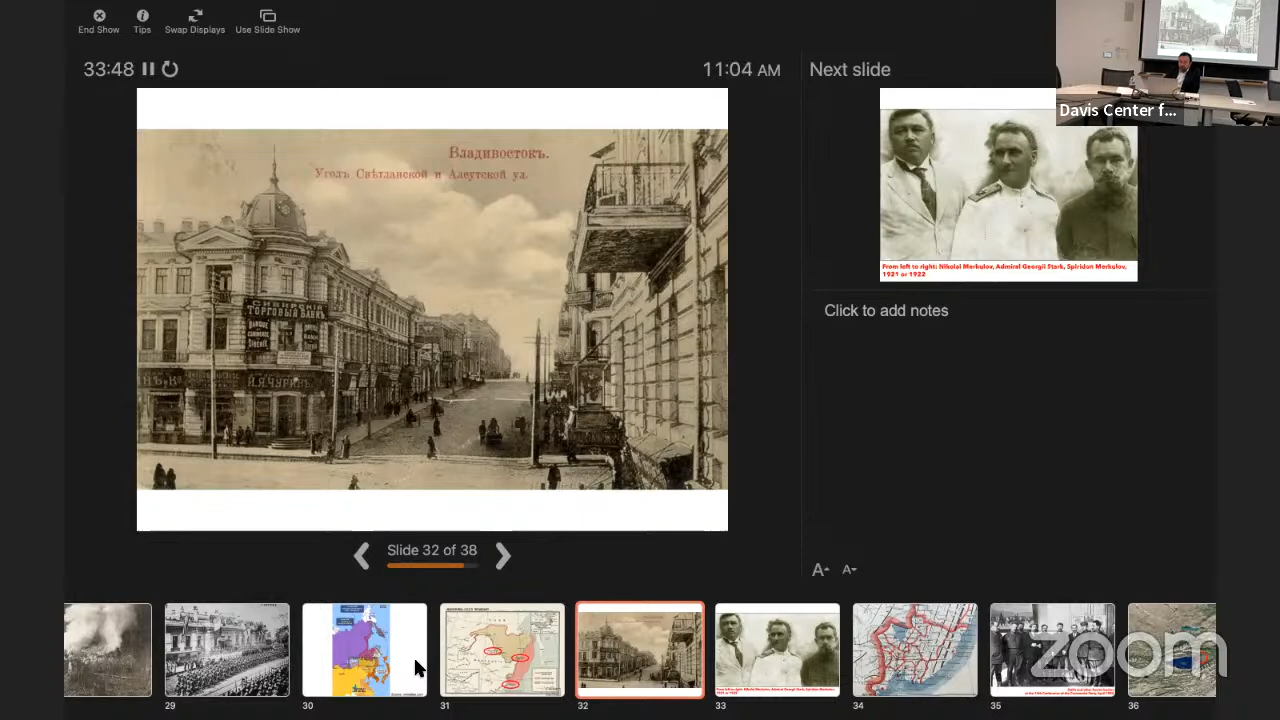 End Show
Tips
Swap Displays
Use Slide Show
33:48
11:04 AM
Next slide
Davis Center f...
Владивостокъ.
Уголъ Свѣтланской и Алеутской ул.
СИБИРСКІЙ
ТОРГОВЫЙ БАНКЪ
BANQUE
DE
COMMERCE
И.Я.ЧУРИНЪ
From left to right: Nikolai Merkulov, Admiral Georgii Stark, Spiridon Merkulov,
1921 or 1922
Click to add notes
Slide 32 of 38
A
A
zoom
29
30
31
32
33
34
35
36